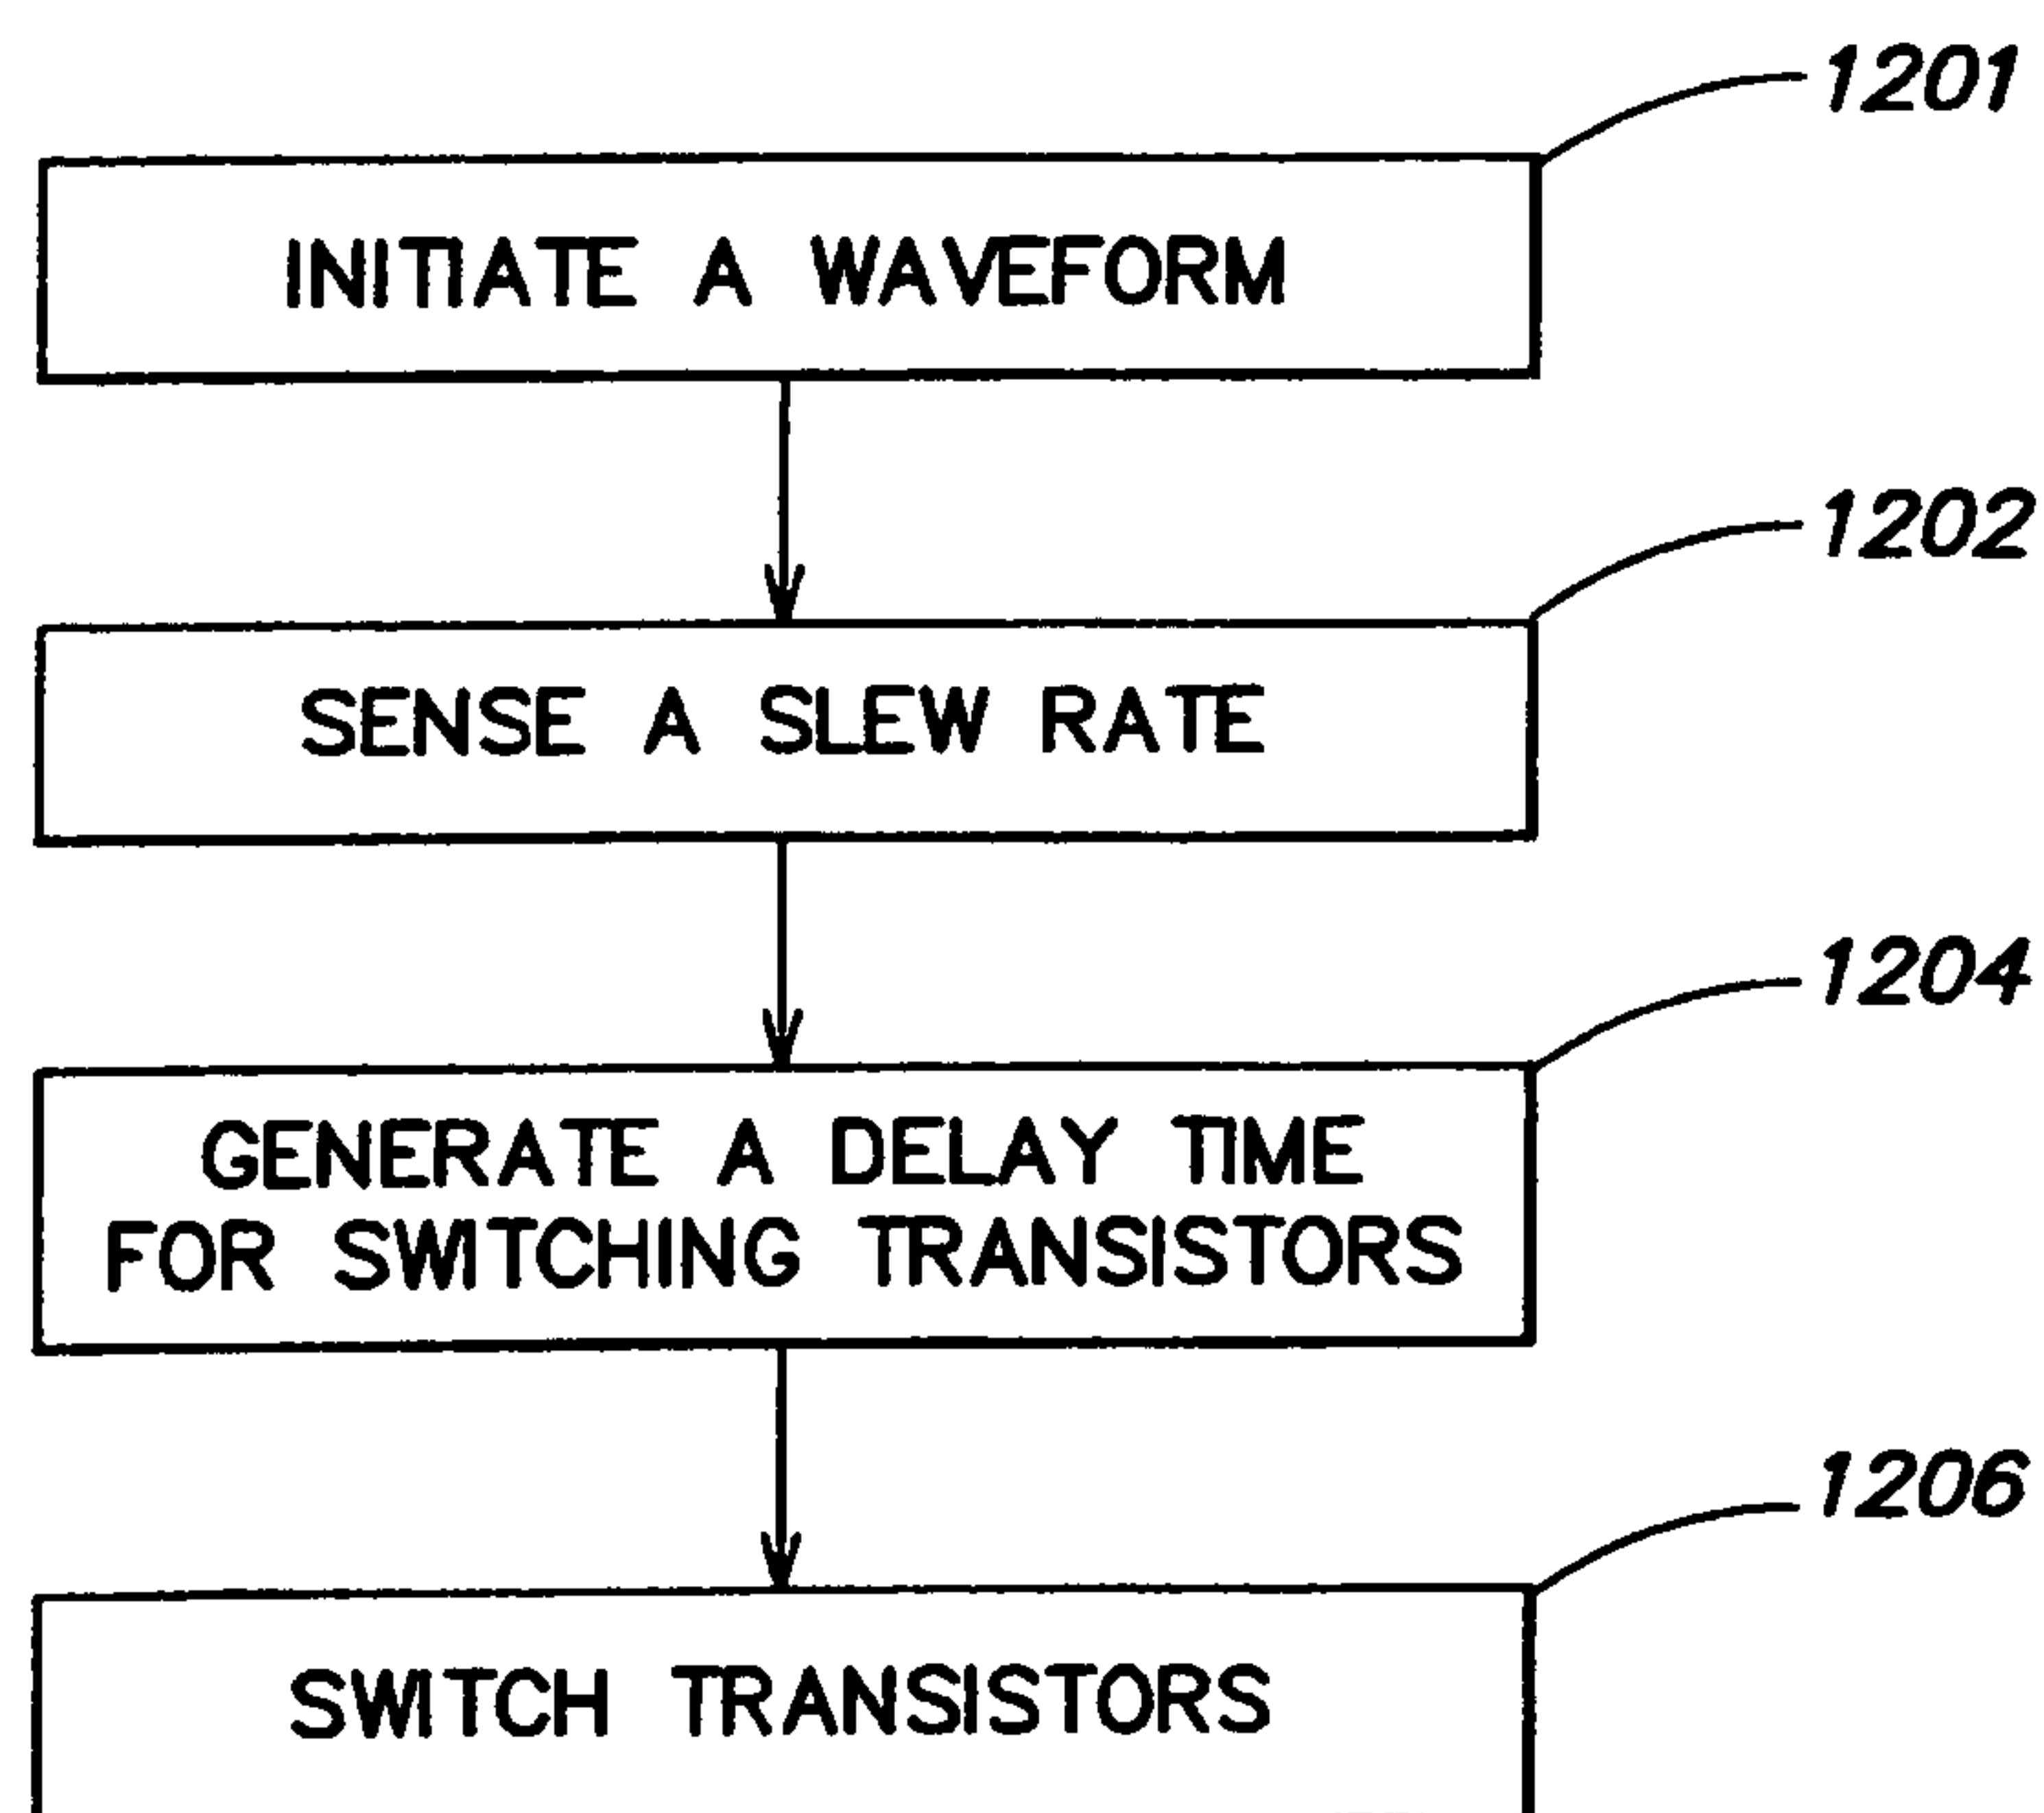 1201
INITIATE A WAVEFORM
1202
SENSE A SLEW RATE
1204
GENERATE A DELAY TIME
FOR SWITCHING TRANSISTORS
1206
SWITCH TRANSISTORS